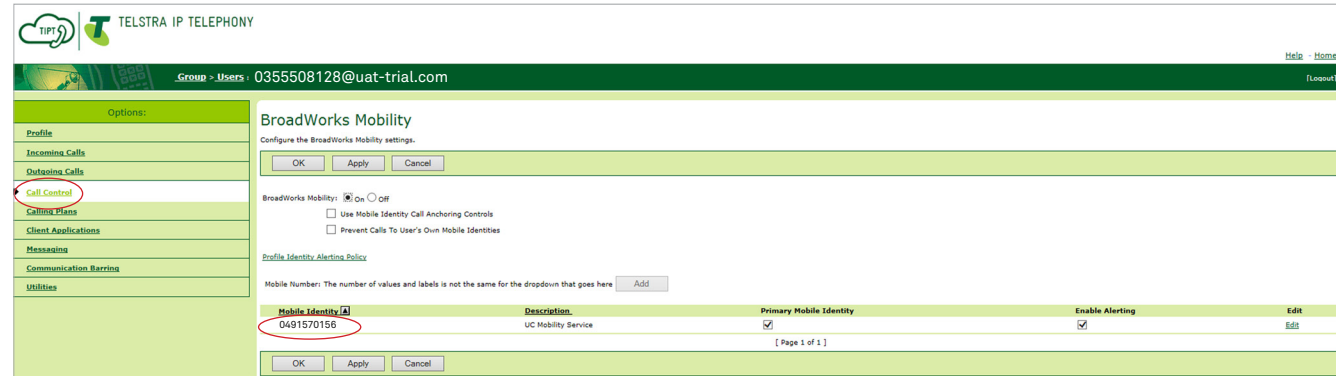 TIPT TELSTRA IP TELEPHONY
Help - Home
Group > Users : 0355508128@uat-trial.com [Logout]
Options:
Profile
Incoming Calls
Outgoing Calls
Call Control
Calling Plans
Client Applications
Messaging
Communication Barring
Utilities
BroadWorks Mobility
Configure the BroadWorks Mobility settings.
OK Apply Cancel
BroadWorks Mobility: On Off
Use Mobile Identity Call Anchoring Controls
Prevent Calls To User's Own Mobile Identities
Profile Identity Alerting Policy
Mobile Number: The number of values and labels is not the same for the dropdown that goes here Add
Mobile Identity Description Primary Mobile Identity Enable Alerting Edit
0491570156 UC Mobility Service Edit
[ Page 1 of 1 ]
OK Apply Cancel